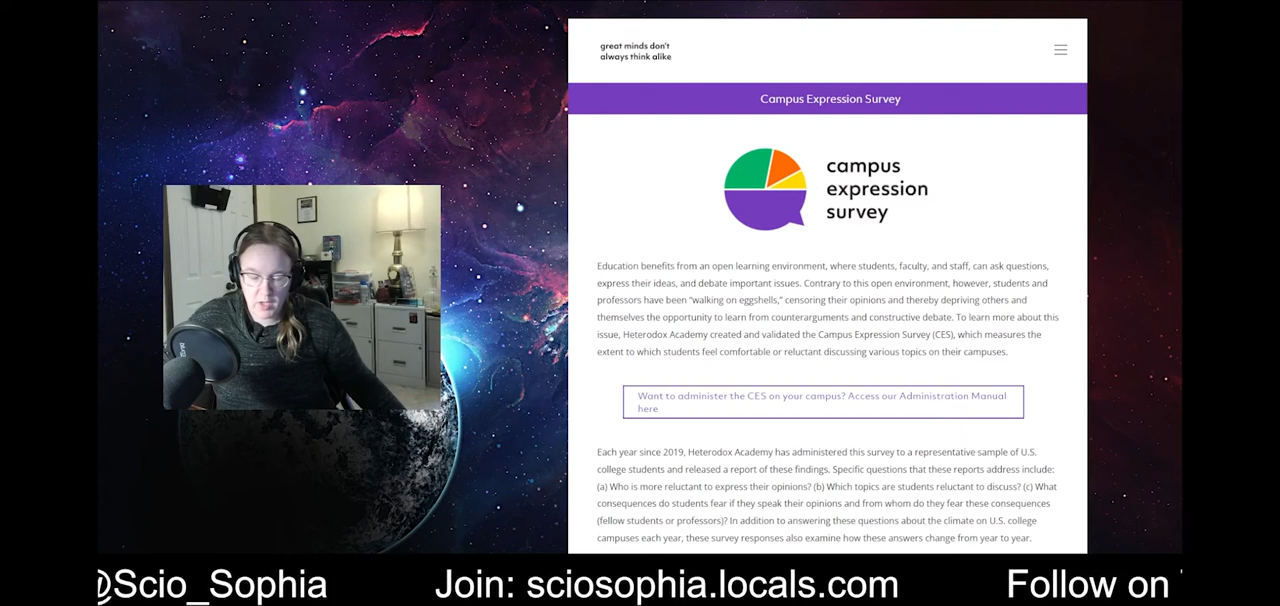 great minds don't
always think alike
Campus Expression Survey
campus
expression
survey
Education benefits from an open learning environment, where students, faculty, and staff, can ask questions,
express their ideas, and debate important issues. Contrary to this open environment, however, students and
professors have been “walking on eggshells,” censoring their opinions and thereby depriving others and
themselves the opportunity to learn from counterarguments and constructive debate. To learn more about this
issue, Heterodox Academy created and validated the Campus Expression Survey (CES), which measures the
extent to which students feel comfortable or reluctant discussing various topics on their campuses.
Want to administer the CES on your campus? Access our Administration Manual
here
Each year since 2019, Heterodox Academy has administered this survey to a representative sample of U.S.
college students and released a report of these findings. Specific questions that these reports address include:
(a) Who is more reluctant to express their opinions? (b) Which topics are students reluctant to discuss? (c) What
consequences do students fear if they speak their opinions and from whom do they fear these consequences
(fellow students or professors)? In addition to answering these questions about the climate on U.S. college
campuses each year, these survey responses also examine how these answers change from year to year.
@Scio_Sophia Join: sciosophia.locals.com Follow on